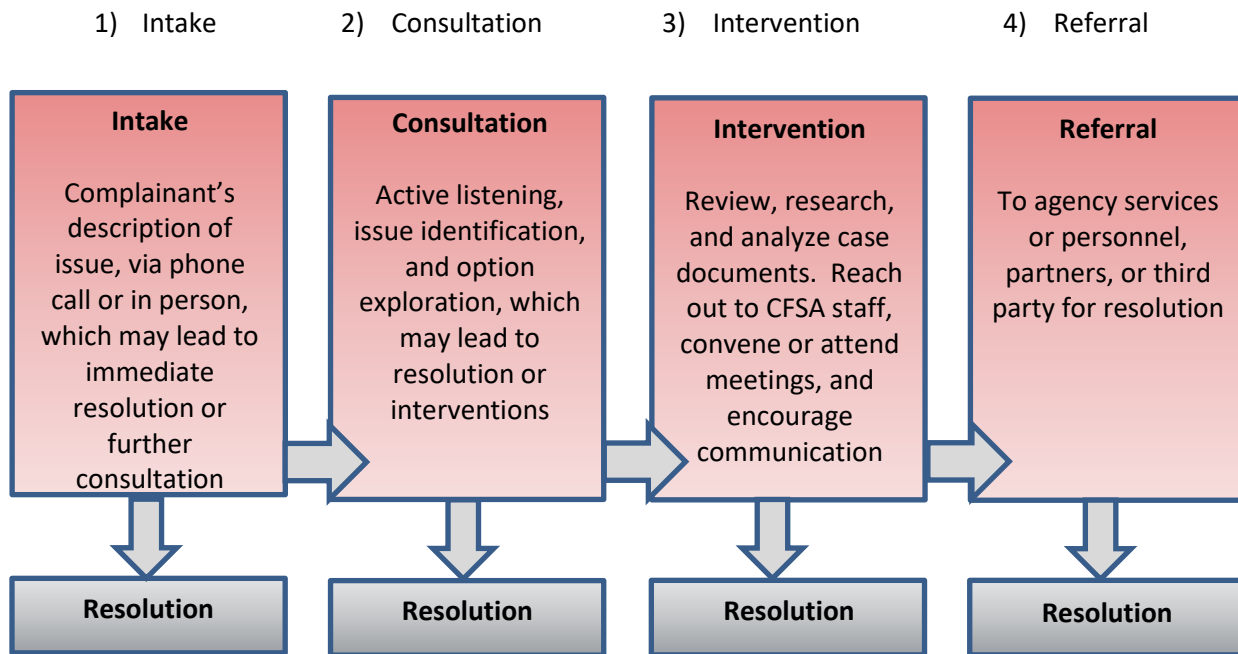 1) Intake
2) Consultation
3) Intervention
4) Referral
Intake
Complainant’s
description of
issue, via phone
call or in person,
which may lead to
immediate
resolution or
further
consultation
Consultation
Active listening,
issue identification,
and option
exploration, which
may lead to
resolution or
interventions
Intervention
Review, research,
and analyze case
documents.  Reach
out to CFSA staff,
convene or attend
meetings, and
encourage
communication
Referral
To agency services
or personnel,
partners, or third
party for resolution
Resolution
Resolution
Resolution
Resolution